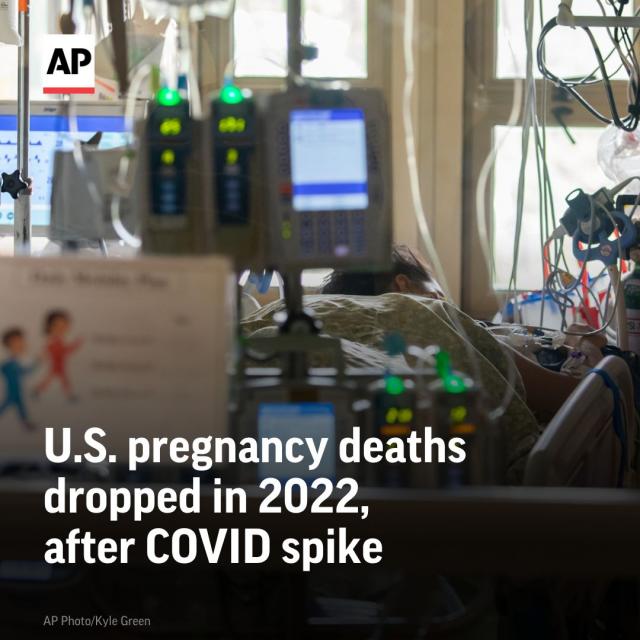 AP
U.S. pregnancy deaths
dropped in 2022,
after COVID spike
AP Photo/Kyle Green